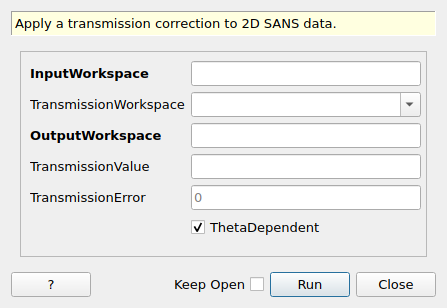 Apply a transmission correction to 2D SANS data.
InputWorkspace
TransmissionWorkspace
OutputWorkspace
TransmissionValue
TransmissionError 0
ThetaDependent
? Keep Open Run Close